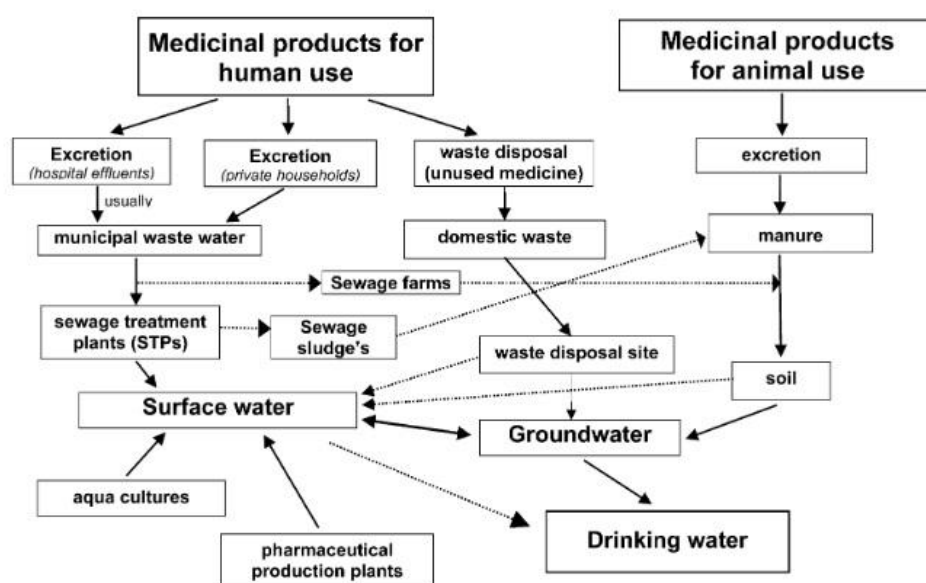 Medicinal products for
human use
Medicinal products
for animal use
Excretion
(hospital effluents)
Excretion
(private households)
waste disposal
(unused medicine)
excretion
usually
municipal waste water
domestic waste
manure
Sewage farms
sewage treatment
plants (STPs)
Sewage
sludge's
waste disposal site
soil
Surface water
Groundwater
aqua cultures
pharmaceutical
production plants
Drinking water